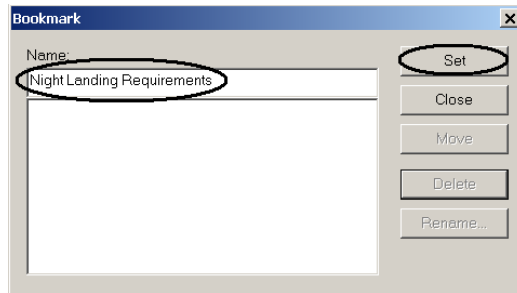 Bookmark
Name:
Night Landing Requirements
Set
Close
Move
Delete
Rename...